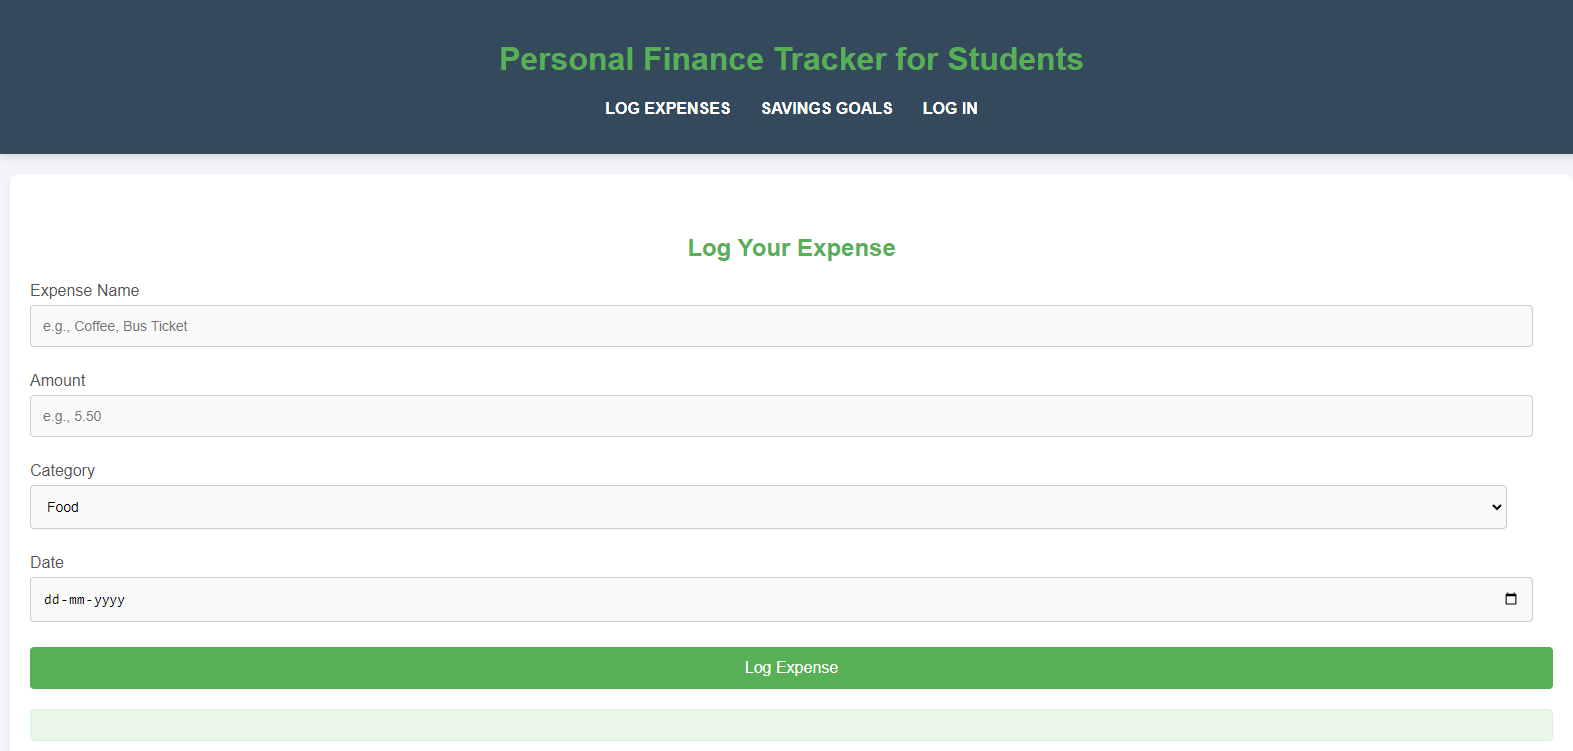 Personal Finance Tracker for Students
LOG EXPENSES SAVINGS GOALS LOG IN
Log Your Expense
Expense Name
e.g., Coffee, Bus Ticket
Amount
e.g., 5.50
Category
Food
Date
dd-mm-yyyy
Log Expense